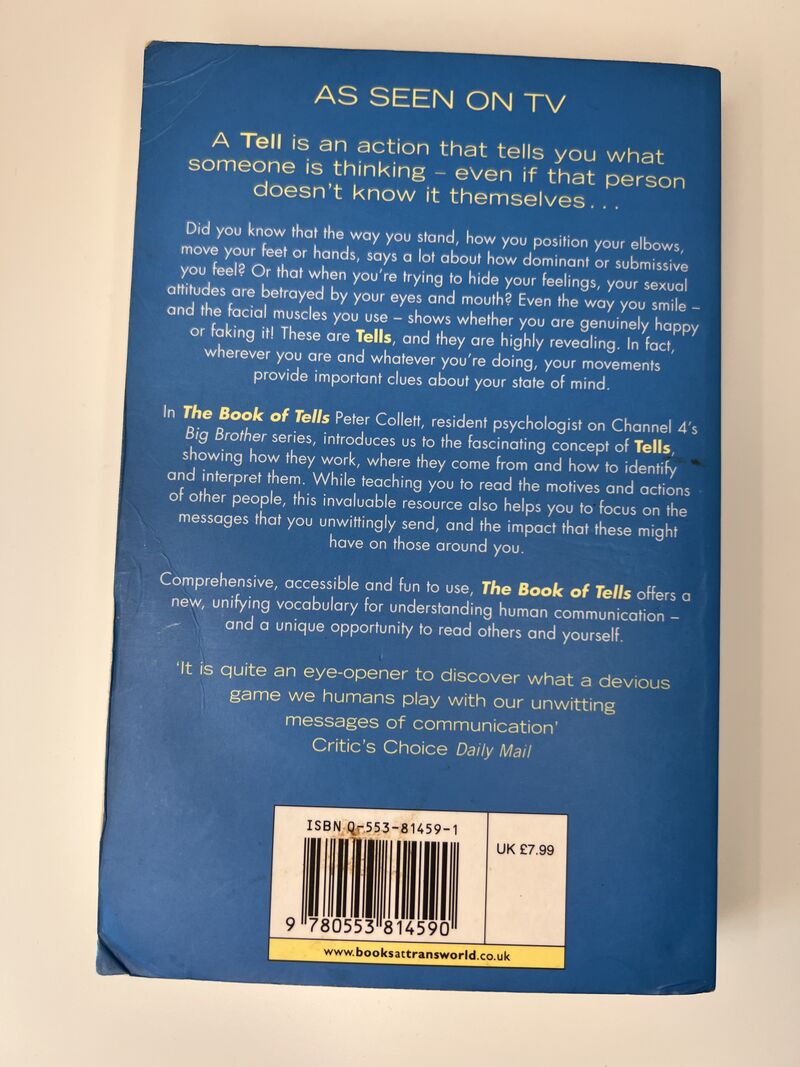 AS SEEN ON TV
A Tell is an action that tells you what
someone is thinking – even if that person
doesn't know it themselves...
Did you know that the way you stand, how you position your elbows,
move your feet or hands, says a lot about how dominant or submissive
you feel? Or that when you're trying to hide your feelings, your sexual
attitudes are betrayed by your eyes and mouth? Even the way you smile –
and the facial muscles you use – shows whether you are genuinely happy
or faking it! These are Tells, and they are highly revealing. In fact,
wherever you are and whatever you're doing, your movements
provide important clues about your state of mind.
In The Book of Tells Peter Collett, resident psychologist on Channel 4's
Big Brother series, introduces us to the fascinating concept of Tells,
showing how they work, where they come from and how to identify
and interpret them. While teaching you to read the motives and actions
of other people, this invaluable resource also helps you to focus on the
messages that you unwittingly send, and the impact that these might
have on those around you.
Comprehensive, accessible and fun to use, The Book of Tells offers a
new, unifying vocabulary for understanding human communication –
and a unique opportunity to read others and yourself.
'It is quite an eye-opener to discover what a devious
game we humans play with our unwitting
messages of communication'
Critic's Choice Daily Mail
ISBN 0-553-81459-1
UK £7.99
9 780553 814590
www.booksattransworld.co.uk